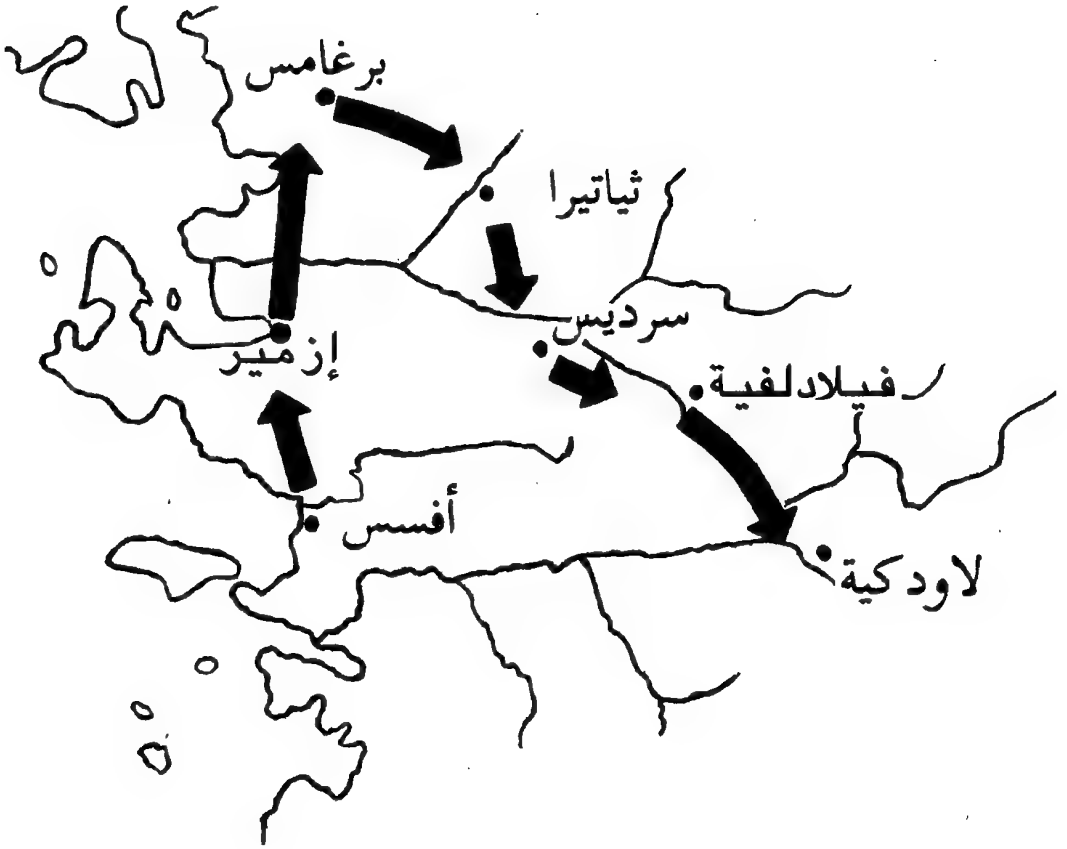 برغامس
ثياتيرا
سرديس
إزمير
فيلادلفية
أفسس
لاودكية